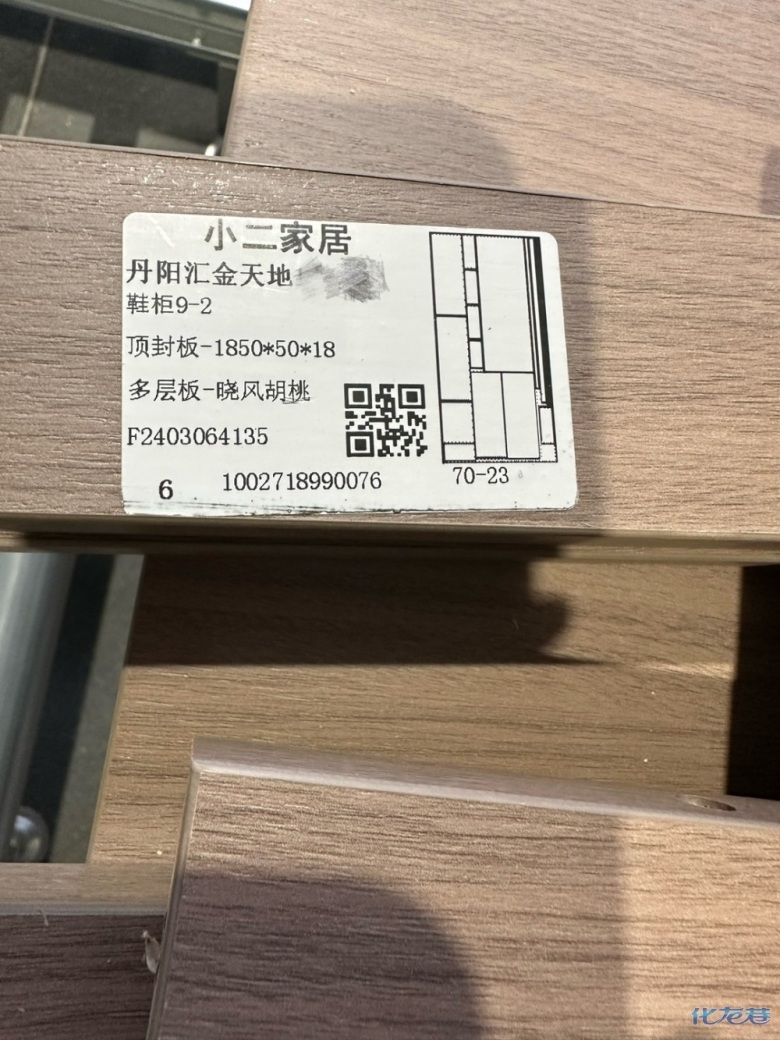 小二家居
丹阳汇金天地
鞋柜9-2
顶封板-1850*50*18
多层板-晓风胡桃
F2403064135
6 1002718990076 70-23
化龙巷